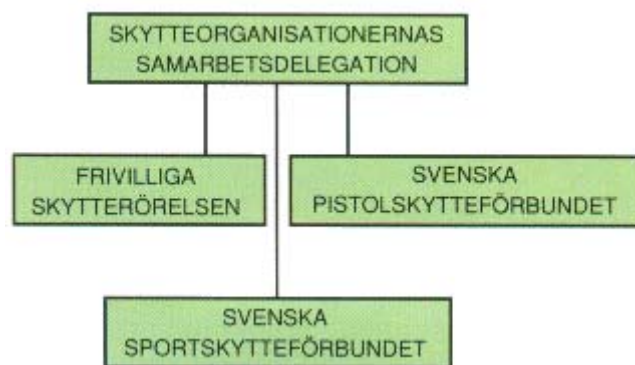 SKYTTEORGANISATIONERNAS
SAMARBETSDELEGATION
FRIVILLIGA
SKYTTERÖRELSEN
SVENSKA
PISTOLSKYTTEFÖRBUNDET
SVENSKA
SPORTSKYTTEFÖRBUNDET